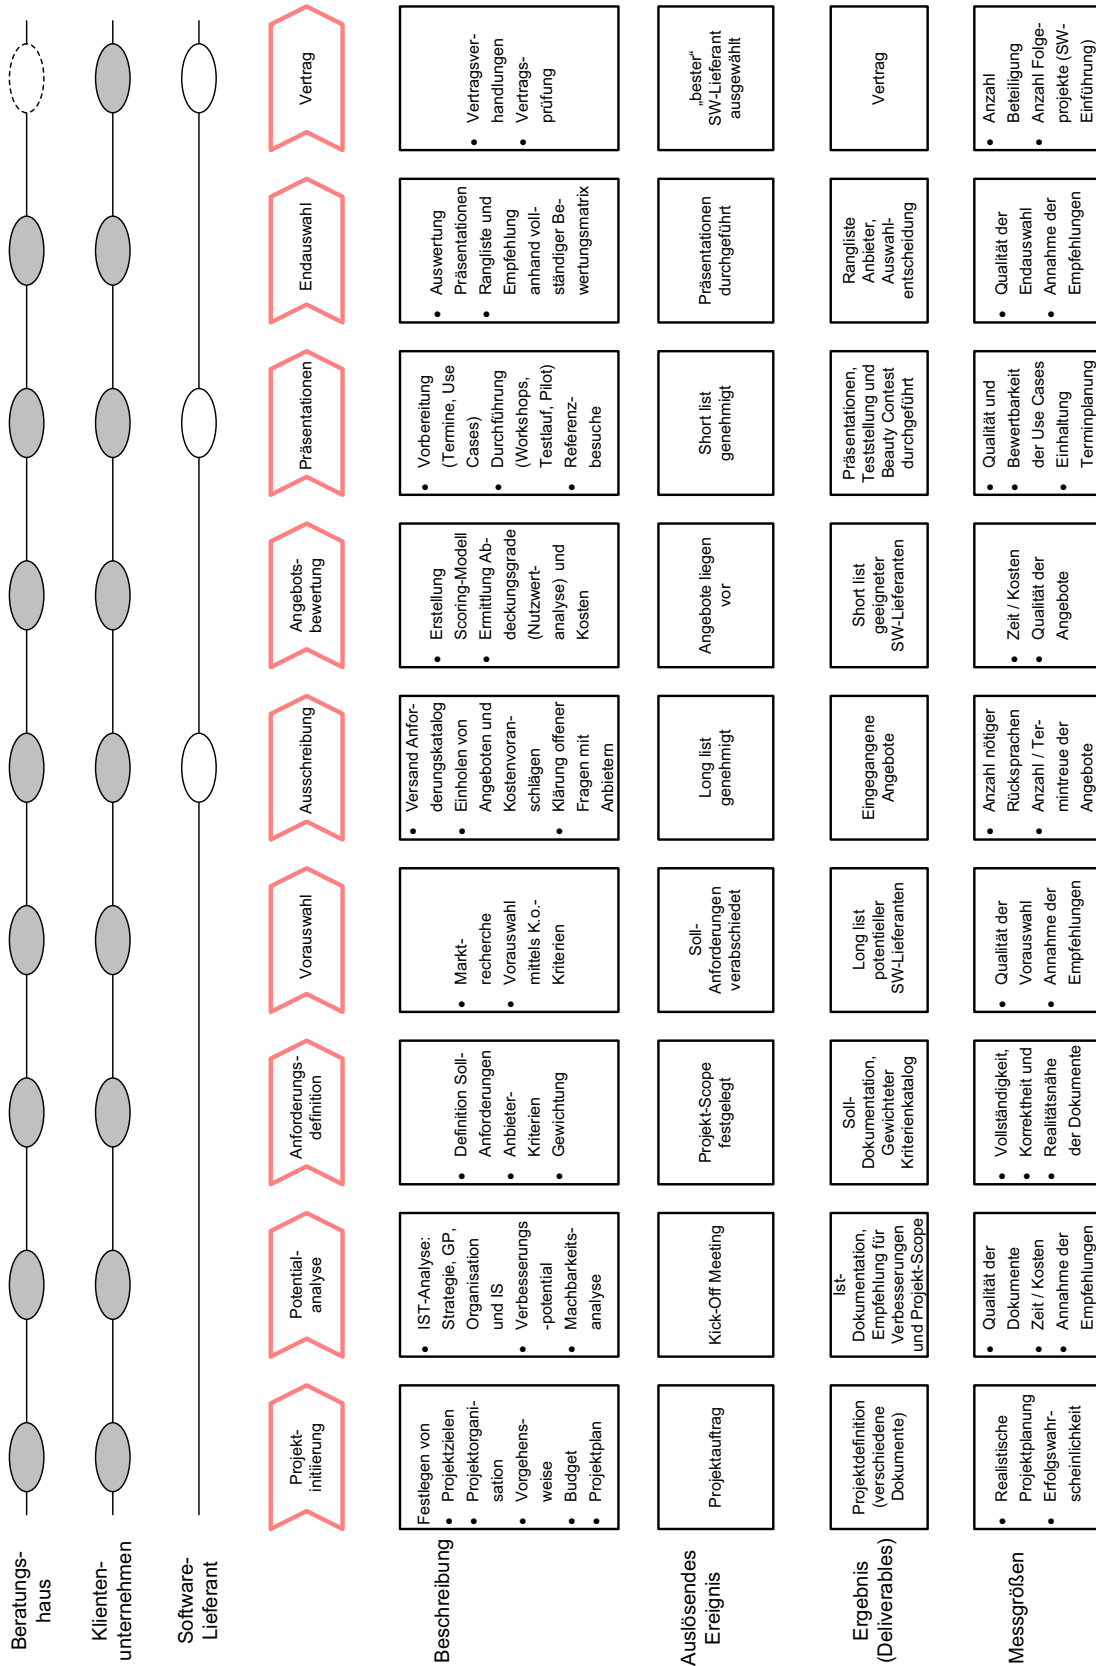 Beratungs-
haus
Klienten-
unternehmen
Software-
Lieferant
Projekt-
initiierung
Potential-
analyse
Anforderungs-
definition
Vorauswahl
Ausschreibung
Angebots-
bewertung
Präsentationen
Endauswahl
Vertrag
Beschreibung
Festlegen von
• Projektzielen
• Projektorgani-
sation
• Vorgehens-
weise
• Budget
• Projektplan
• IST-Analyse:
Strategie, GP,
Organisation
und IS
• Verbesserungs
-potential
• Machbarkeits-
analyse
• Definition Soll-
Anforderungen
• Anbieter-
Kriterien
• Gewichtung
• Markt-
recherche
• Vorauswahl
mittels K.o.-
Kriterien
• Versand Anfor-
derungskatalog
• Einholen von
Angeboten und
Kostenvoran-
schlägen
• Klärung offener
Fragen mit
Anbietern
• Erstellung
Scoring-Modell
• Ermittlung Ab-
deckungsgrade
(Nutzwert-
analyse) und
Kosten
• Vorbereitung
(Termine, Use
Cases)
• Durchführung
(Workshops,
Testlauf, Pilot)
• Referenz-
besuche
• Auswertung
Präsentationen
• Rangliste und
Empfehlung
anhand voll-
ständiger Be-
wertungsmatrix
• Vertragsver-
handlungen
• Vertrags-
prüfung
Auslösendes
Ereignis
Projektauftrag
Kick-Off Meeting
Projekt-Scope
festgelegt
Soll-
Anforderungen
verabschiedet
Long list
genehmigt
Angebote liegen
vor
Short list
genehmigt
Präsentationen
durchgeführt
„bester“
SW-Lieferant
ausgewählt
Ergebnis
(Deliverables)
Projektdefinition
(verschiedene
Dokumente)
Ist-
Dokumentation,
Empfehlung für
Verbesserungen
und Projekt-Scope
Soll-
Dokumentation,
Gewichteter
Kriterienkatalog
Long list
potentieller
SW-Lieferanten
Eingegangene
Angebote
Short list
geeigneter
SW-Lieferanten
Präsentationen,
Teststellung und
Beauty Contest
durchgeführt
Rangliste
Anbieter,
Auswahl-
entscheidung
Vertrag
Messgrößen
• Realistische
Projektplanung
• Erfolgswahr-
scheinlichkeit
• Qualität der
Dokumente
• Zeit / Kosten
• Annahme der
Empfehlungen
• Vollständigkeit,
• Korrektheit und
• Realitätsnähe
der Dokumente
• Qualität der
Vorauswahl
• Annahme der
Empfehlungen
• Anzahl nötiger
Rücksprachen
• Anzahl / Ter-
mintreue der
Angebote
• Zeit / Kosten
• Qualität der
Angebote
• Qualität und
• Bewertbarkeit
der Use Cases
• Einhaltung
Terminplanung
• Qualität der
Endauswahl
• Annahme der
Empfehlungen
• Anzahl
Beteiligung
• Anzahl Folge-
projekte (SW-
Einführung)